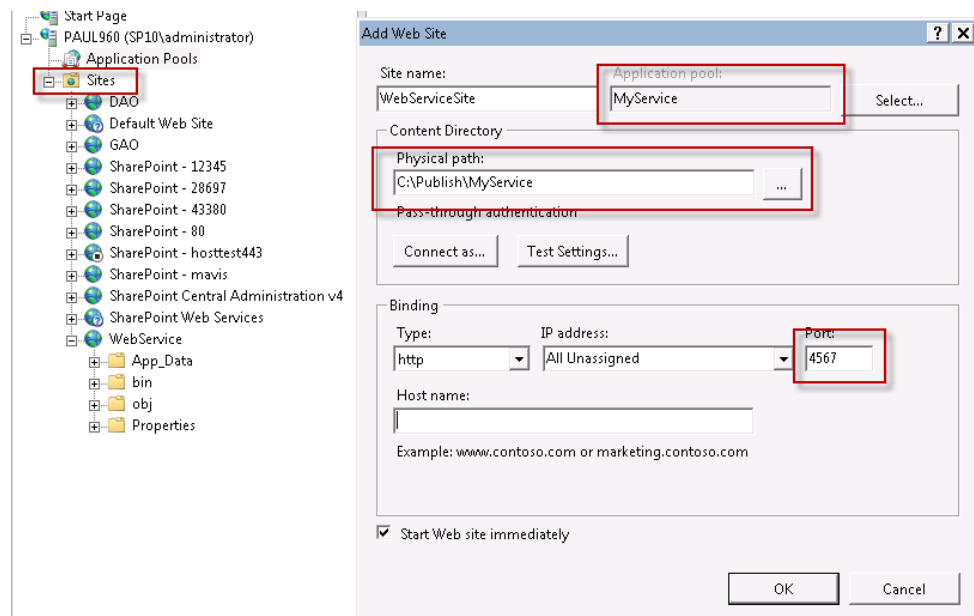 Start Page
PAUL960 (SP10\administrator)
Application Pools
Sites
DAO
Default Web Site
GAO
SharePoint - 12345
SharePoint - 28697
SharePoint - 43380
SharePoint - 80
SharePoint - hosttest443
SharePoint - mavis
SharePoint Central Administration v4
SharePoint Web Services
WebService
App_Data
bin
obj
Properties
Add Web Site
Site name:
Application pool:
WebServiceSite
MyService
Select...
Content Directory
Physical path:
C:\Publish\MyService
...
Pass-through authentication
Connect as...
Test Settings...
Binding
Type:
IP address:
Port:
http
All Unassigned
4567
Host name:
Example: www.contoso.com or marketing.contoso.com
Start Web site immediately
OK
Cancel